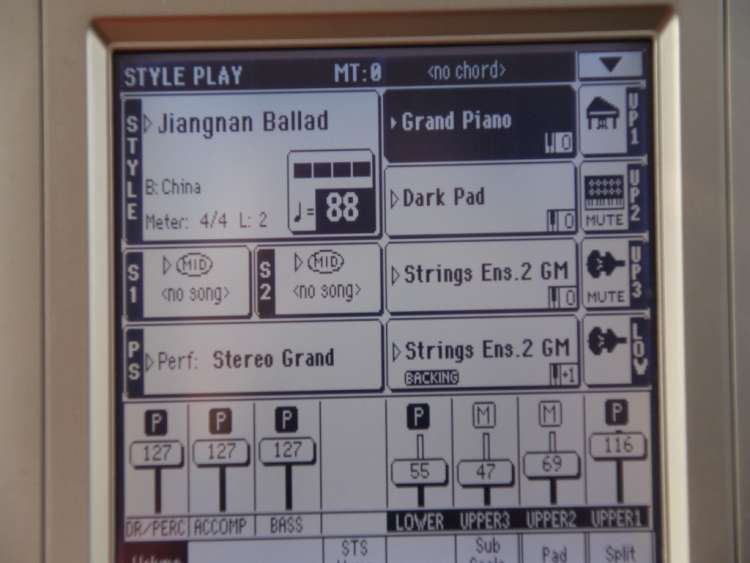 STYLE PLAY MT:0 <no chord>
STYLE
Jiangnan Ballad
B: China
Meter: 4/4 L: 2
♩= 88
Grand Piano
0
UP1
Dark Pad
0
MUTE
UP2
S1
MID
<no song>
S2
MID
<no song>
Strings Ens.2 GM
0
MUTE
UP3
PS
Perf: Stereo Grand
Strings Ens.2 GM
BACKING
+1
LOW
P P P P M M P
127 127 127 55 47 69 116
DR/PERC ACCOMP BASS LOWER UPPER3 UPPER2 UPPER1
Volume
STS
Sub
Pad
Split